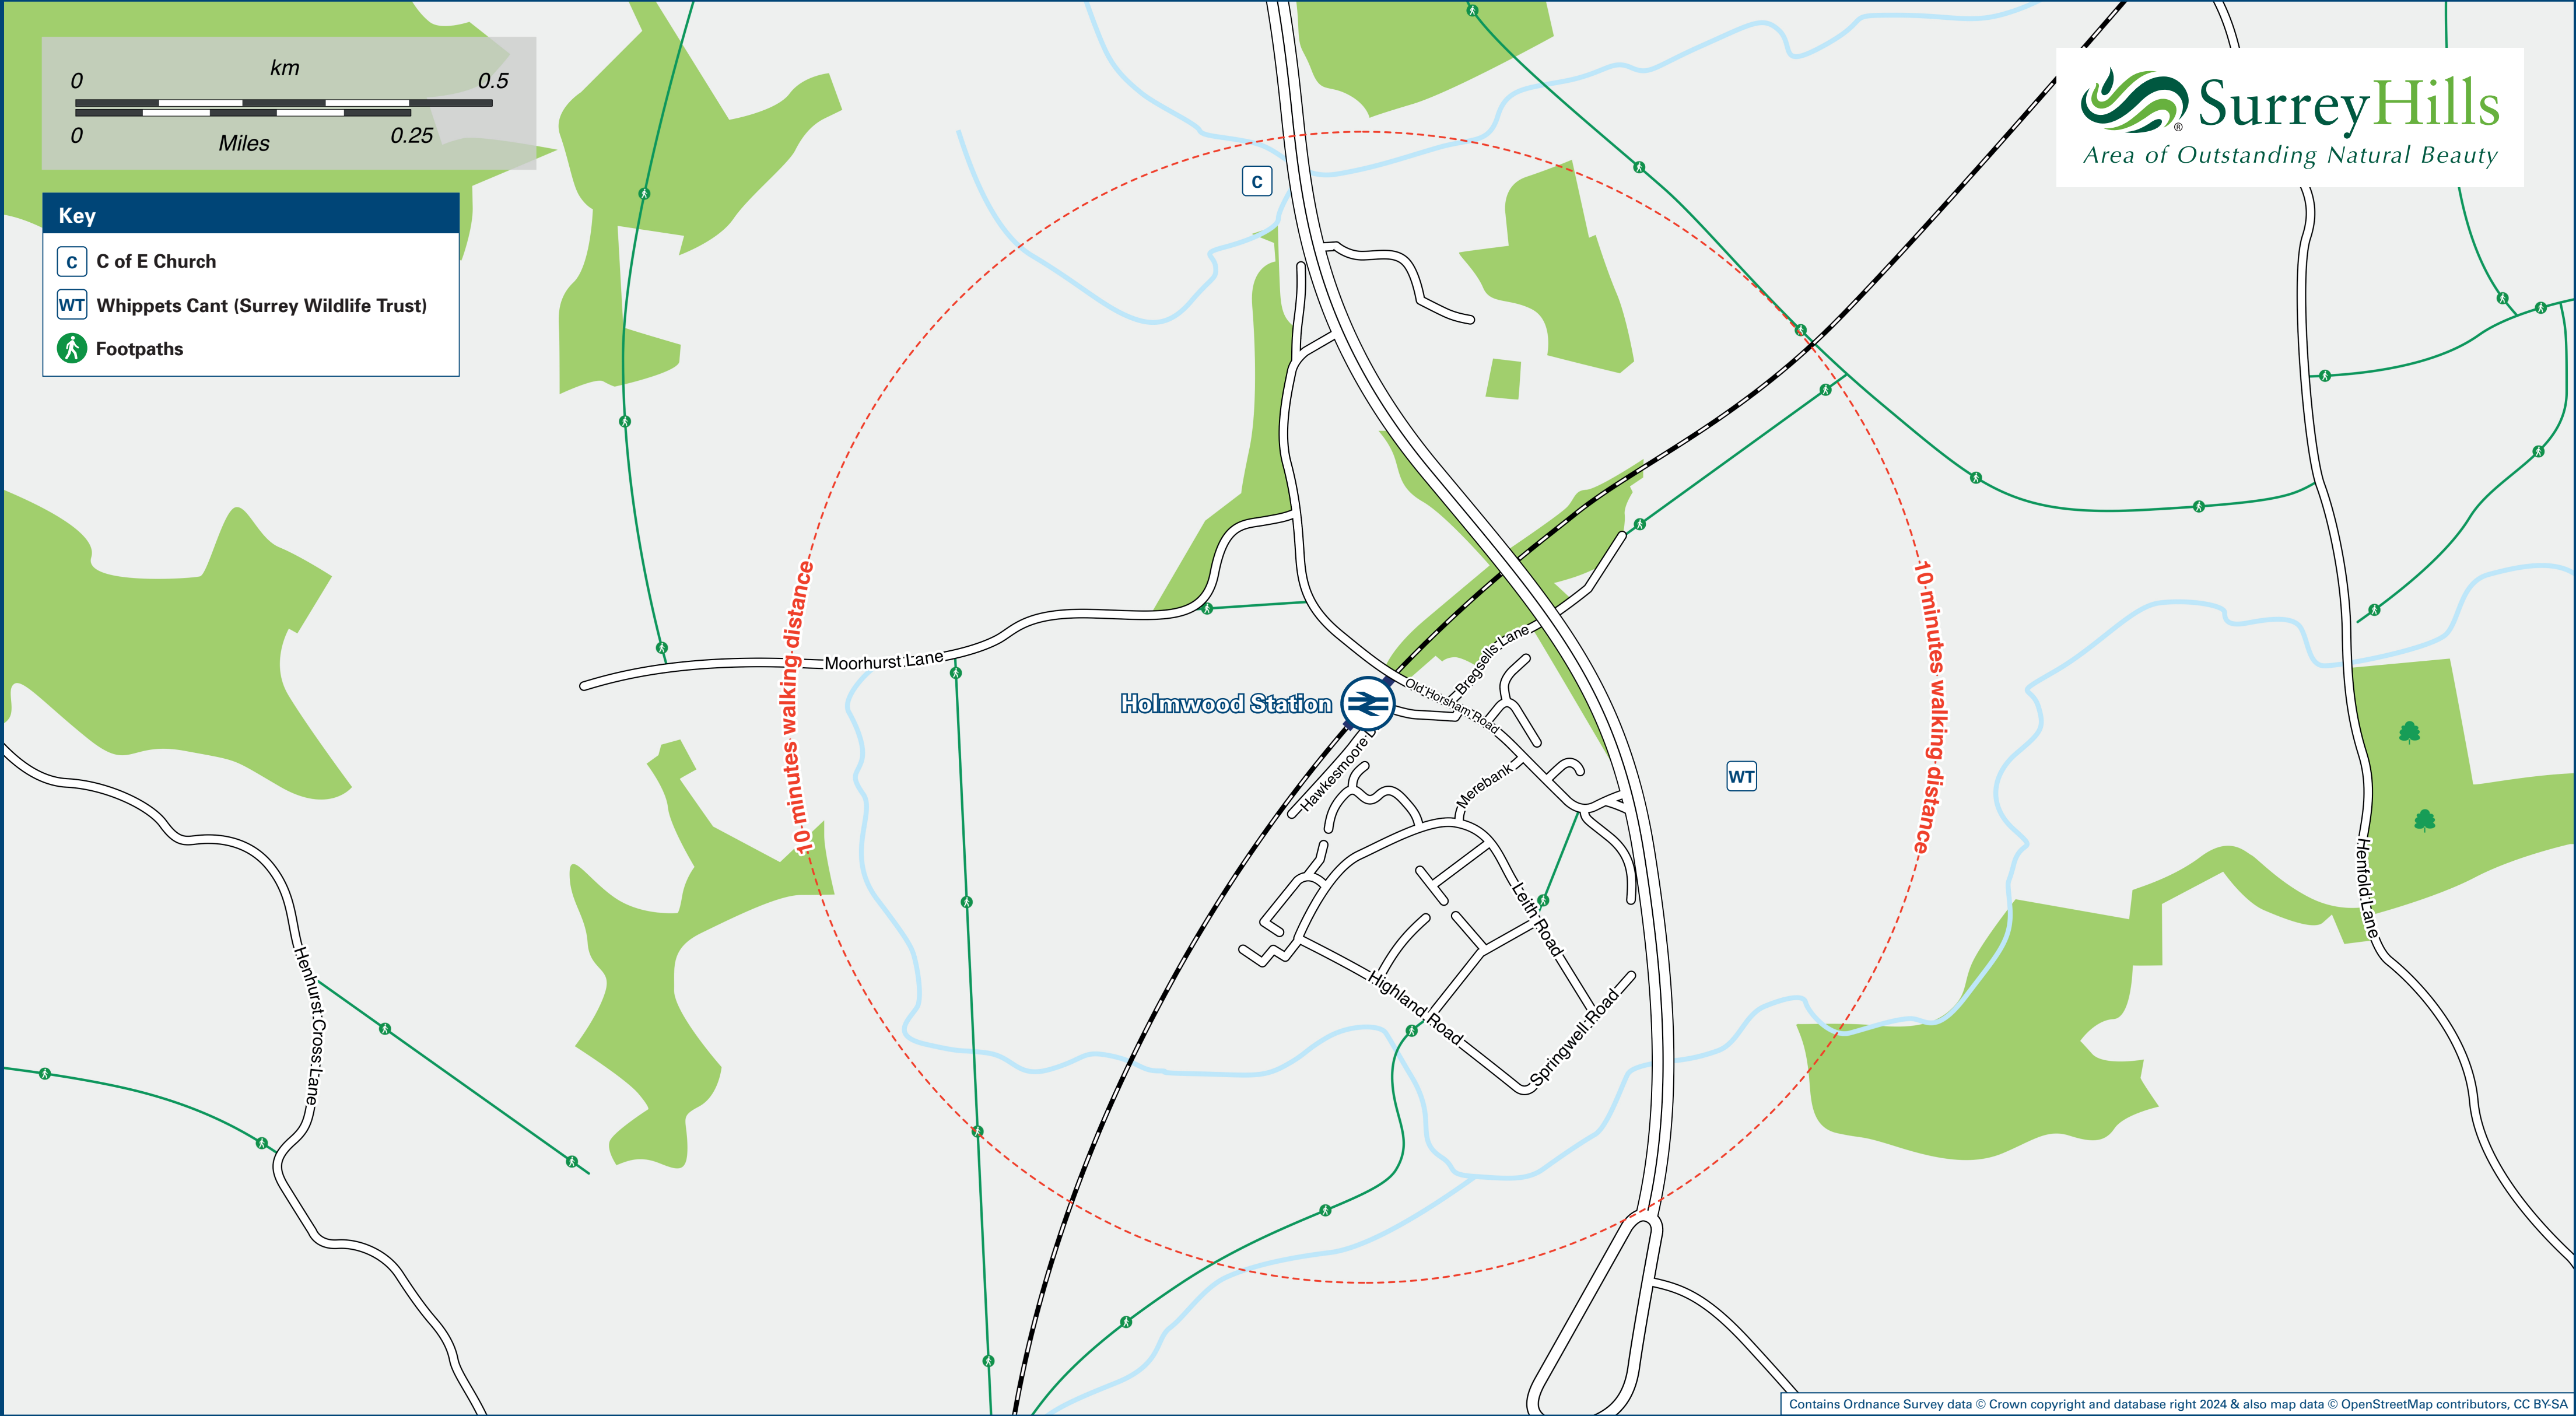 km
0 0.5
0 0.25
Miles
Key
C C of E Church
WT Whippets Cant (Surrey Wildlife Trust)
Footpaths
SurreyHills
®
Area of Outstanding Natural Beauty
C
10 minutes walking distance
10 minutes walking distance
Moorhurst Lane
Holmwood Station
Old Horsham Road
Bregsells Lane
Hawkesmoore D
Merebank
WT
Leith Road
Highland Road
Springwell Road
Henfold Lane
Henhurst Cross Lane
Contains Ordnance Survey data © Crown copyright and database right 2024 & also map data © OpenStreetMap contributors, CC BY-SA